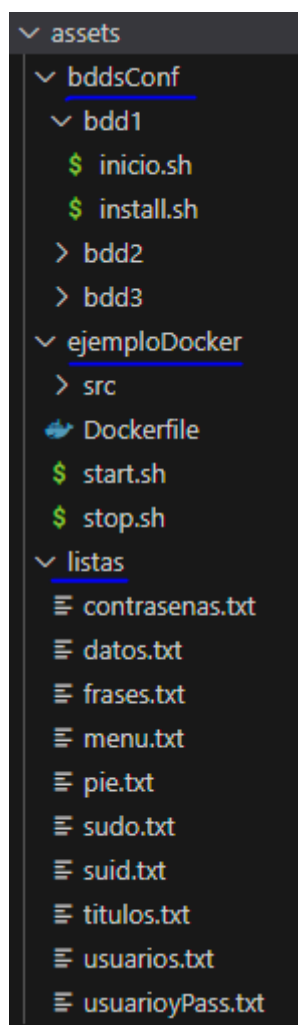 assets
bddsConf
bdd1
$ inicio.sh
$ install.sh
bdd2
bdd3
ejemploDocker
src
Dockerfile
$ start.sh
$ stop.sh
listas
contrasenas.txt
datos.txt
frases.txt
menu.txt
pie.txt
sudo.txt
suid.txt
titulos.txt
usuarios.txt
usuarioyPass.txt